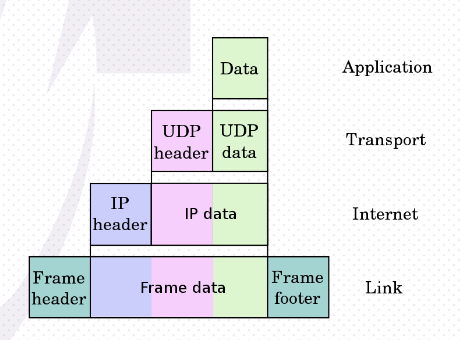 Data
Application
UDP
header
UDP
data
Transport
IP
header
IP data
Internet
Frame
header
Frame data
Frame
footer
Link